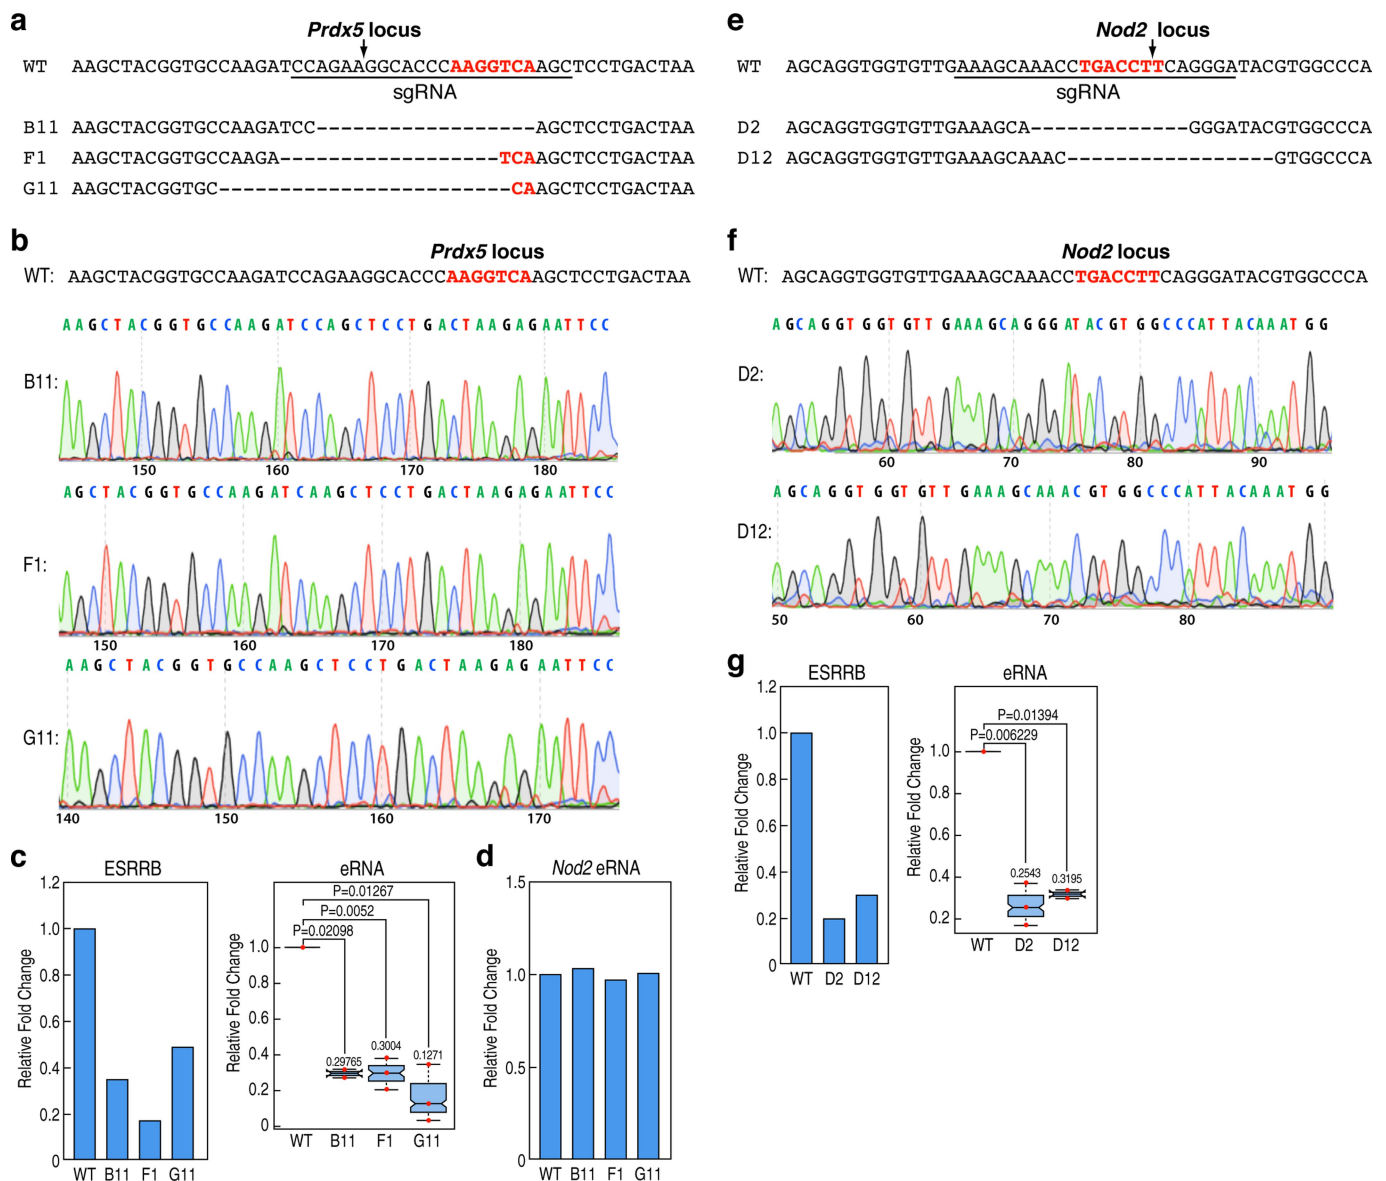 a
Prdx5 locus
WT AAGCTACGGTGCCAAGATCCAGAAGGCACCCAAGGTCAAGCTCCTGACTAA
sgRNA
B11 AAGCTACGGTGCCAAGATCC------------------AGCTCCTGACTAA
F1 AAGCTACGGTGCCAAGA------------------TCAAGCTCCTGACTAA
G11 AAGCTACGGTGC------------------------CAAGCTCCTGACTAA
b
Prdx5 locus
WT: AAGCTACGGTGCCAAGATCCAGAAGGCACCCAAGGTCAAGCTCCTGACTAA
AAGCTACGGTGCCAAGATCCAGCTCCTGACTAAGAGAATTCC
B11:
150 160 170 180
AGCTACGGTGCCAAGATCAAGCTCCTGACTAAGAGAATTCC
F1:
150 160 170 180
AAGCTACGGTGCCAAGCTCCTGACTAAGAGAATTCC
G11:
140 150 160 170
c
ESRRB
Relative Fold Change
1.2
1.0
0.8
0.6
0.4
0.2
0
WT B11 F1 G11
eRNA
Relative Fold Change
1.0
0.8
0.6
0.4
0.2
0
P=0.01267
P=0.0052
P=0.02098
0.29765
0.3004
0.1271
WT B11 F1 G11
d
Nod2 eRNA
Relative Fold Change
1.5
1.0
0.5
0
WT B11 F1 G11
e
Nod2 locus
WT AGCAGGTGGTGTTGAAAGCAAACCTGACCTTCAGGGATACGTGGCCCA
sgRNA
D2 AGCAGGTGGTGTTGAAAGCA-------------GGGATACGTGGCCCA
D12 AGCAGGTGGTGTTGAAAGCAAAC-----------------GTGGCCCA
f
Nod2 locus
WT: AGCAGGTGGTGTTGAAAGCAAACCTGACCTTCAGGGATACGTGGCCCA
AGCAGGTGGTGTTGAAAGCAGGGATACGTGGCCCATTACAAATGG
D2:
60 70 80 90
AGCAGGTGGTGTTGAAAGCAAACGTGGCCCATTACAAATGG
D12:
50 60 70 80
g
ESRRB
Relative Fold Change
1.2
1.0
0.8
0.6
0.4
0.2
0
WT D2 D12
eRNA
Relative Fold Change
1.0
0.8
0.6
0.4
0.2
P=0.01394
P=0.006229
0.2543
0.3195
WT D2 D12